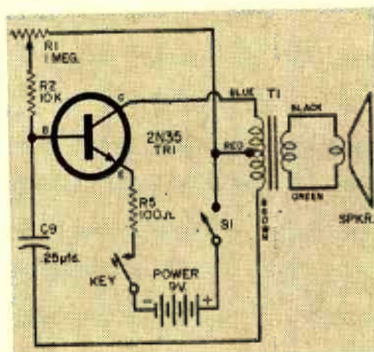 R1
1 MEG.
R2
10K
C
B
E
2N35
TR1
R5
100Ω
C9
.25µfd.
KEY
POWER
9V
-
+
S1
BLUE
RED
BROWN
T1
BLACK
GREEN
SPKR.